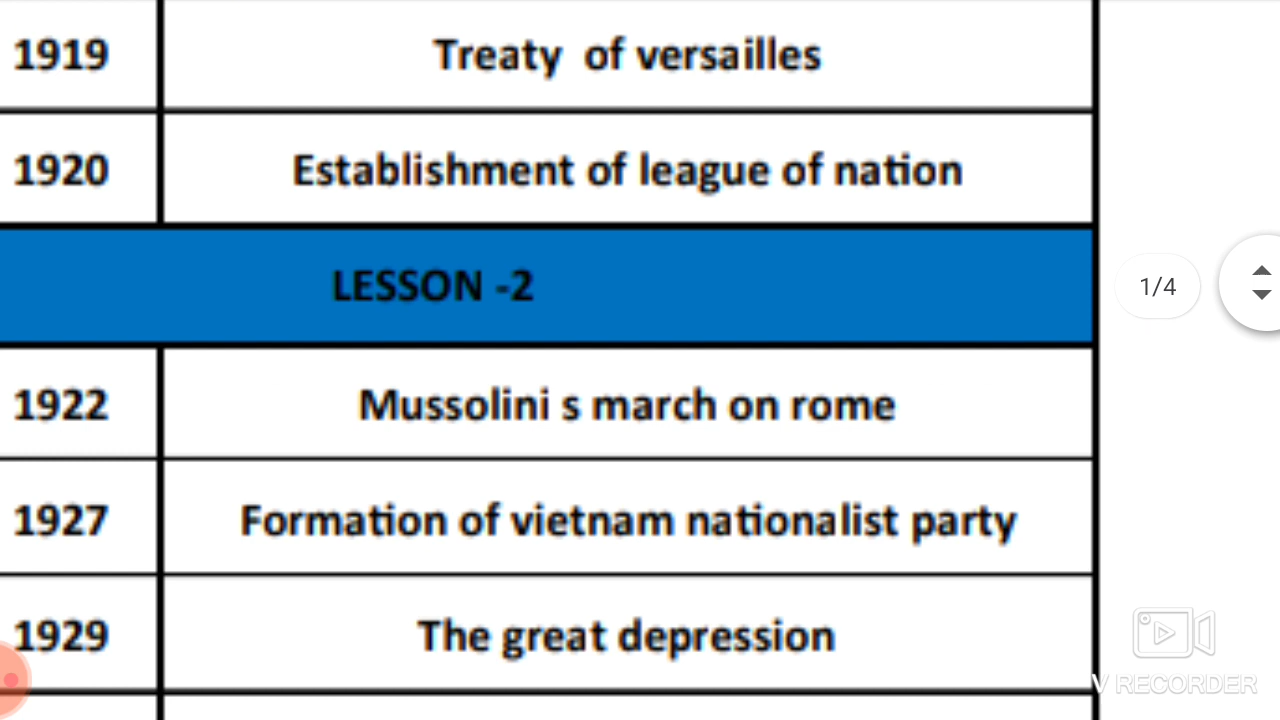 1919 Treaty of versailles
1920 Establishment of league of nation
LESSON -2
1/4
1922 Mussolini s march on rome
1927 Formation of vietnam nationalist party
1929 The great depression
V RECORDER